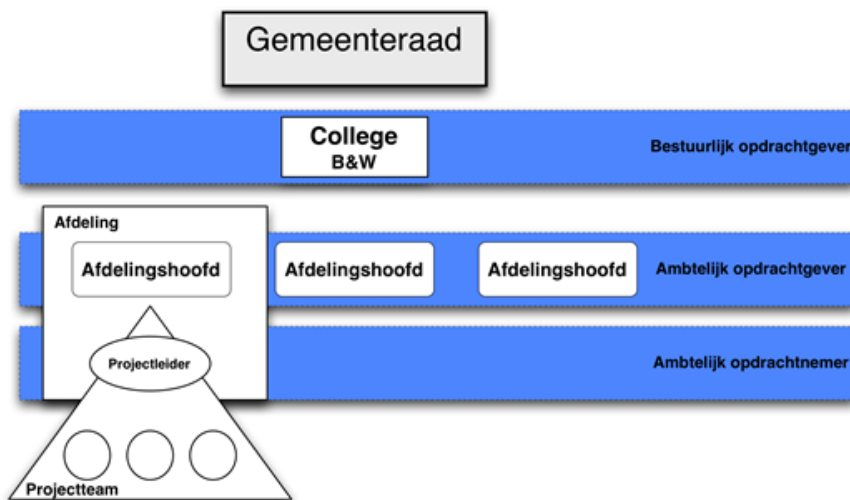 Gemeenteraad
College
B&W
Bestuurlijk opdrachtgever
Afdeling
Afdelingshoofd
Afdelingshoofd
Afdelingshoofd
Ambtelijk opdrachtgever
Projectleider
Ambtelijk opdrachtnemer
Projectteam